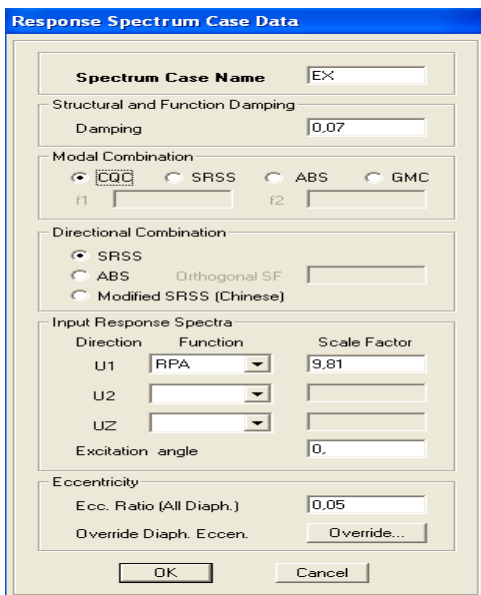 Response Spectrum Case Data
Spectrum Case Name EX
Structural and Function Damping
Damping 0,07
Modal Combination
CQC SRSS ABS GMC
f1 f2
Directional Combination
SRSS
ABS Orthogonal SF
Modified SRSS (Chinese)
Input Response Spectra
Direction Function Scale Factor
U1 RPA 9,81
U2
UZ
Excitation angle 0,
Eccentricity
Ecc. Ratio (All Diaph.) 0,05
Override Diaph. Eccen. Override...
OK Cancel